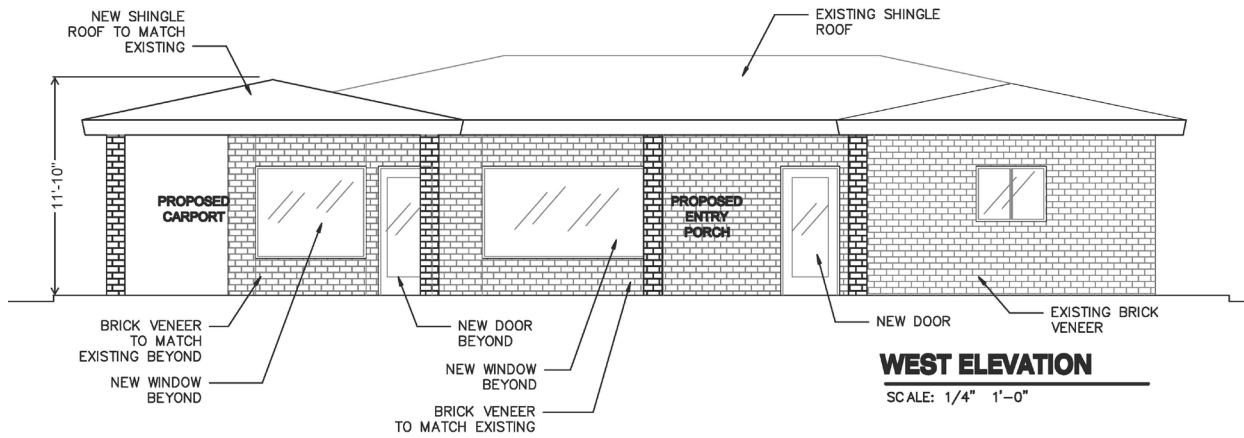 NEW SHINGLE
ROOF TO MATCH
EXISTING
EXISTING SHINGLE
ROOF
11'-10"
PROPOSED
CARPORT
PROPOSED
ENTRY
PORCH
BRICK VENEER
TO MATCH
EXISTING BEYOND
NEW WINDOW
BEYOND
NEW DOOR
BEYOND
NEW WINDOW
BEYOND
BRICK VENEER
TO MATCH EXISTING
NEW DOOR
EXISTING BRICK
VENEER
WEST ELEVATION
SCALE: 1/4" 1'-0"